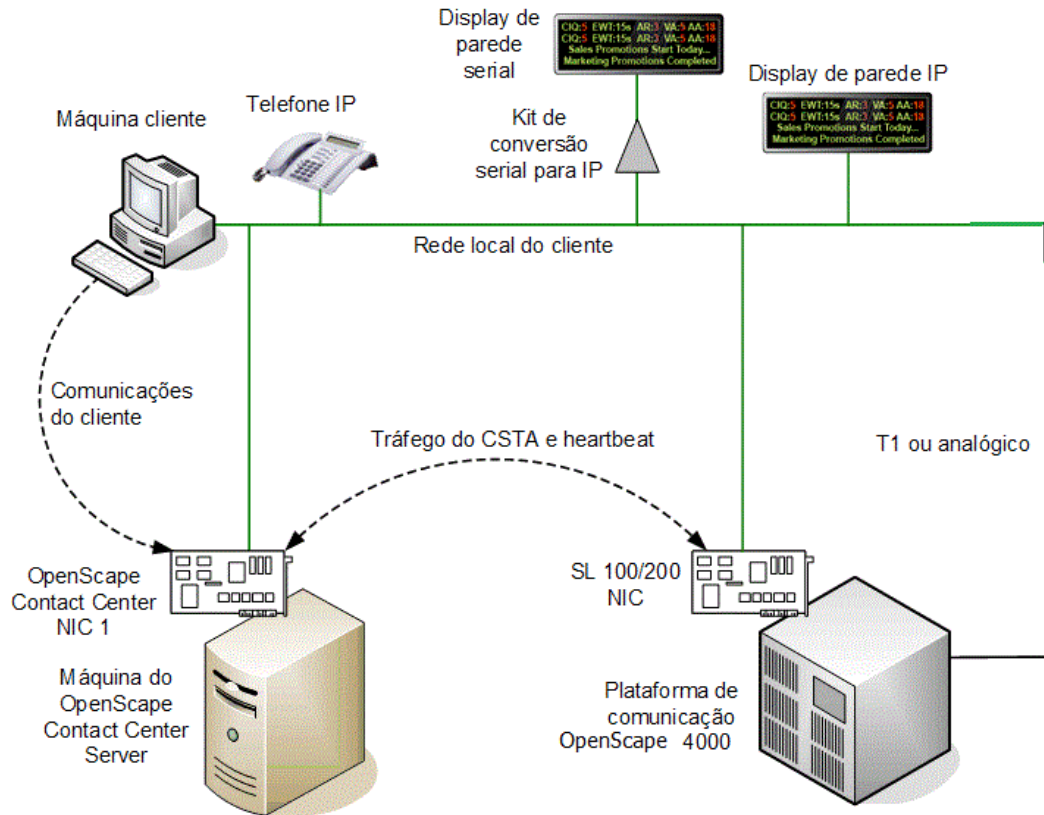 Display de
parede
serial
CIQ:5 EWT:15s AR:3 VA:5 AA:18
CIQ:5 EWT:15s AR:3 VA:5 AA:18
Sales Promotions Start Today...
Marketing Promotions Completed
Display de parede IP
CIQ:5 EWT:15s AR:3 VA:5 AA:18
CIQ:5 EWT:15s AR:3 VA:5 AA:18
Sales Promotions Start Today...
Marketing Promotions Completed
Telefone IP
Máquina cliente
Kit de
conversão
serial para IP
Rede local do cliente
Comunicações
do cliente
Tráfego do CSTA e heartbeat
T1 ou analógico
OpenScape
Contact Center
NIC 1
SL 100/200
NIC
Máquina do
OpenScape
Contact Center
Server
Plataforma de
comunicação
OpenScape 4000